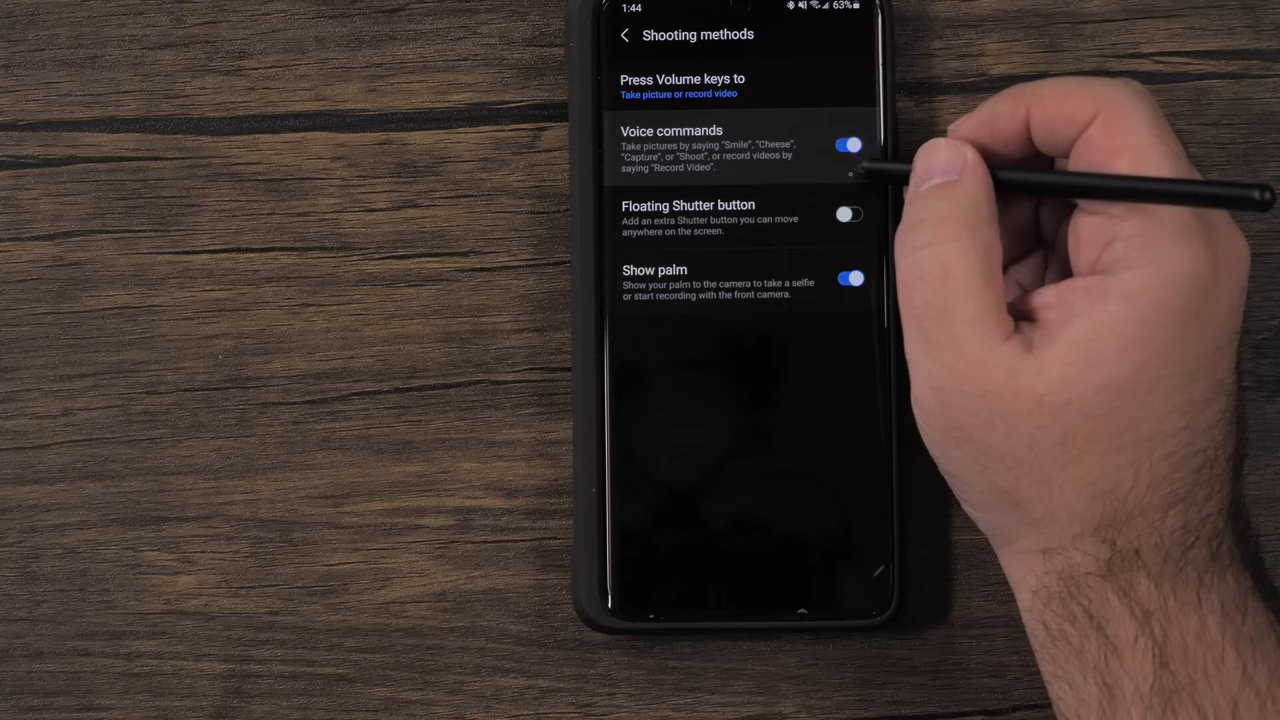 1:44
63%
Shooting methods
Press Volume keys to
Take picture or record video
Voice commands
Take pictures by saying "Smile", "Cheese",
"Capture", or "Shoot", or record videos by
saying "Record Video".
Floating Shutter button
Add an extra Shutter button you can move
anywhere on the screen.
Show palm
Show your palm to the camera to take a selfie
or start recording with the front camera.